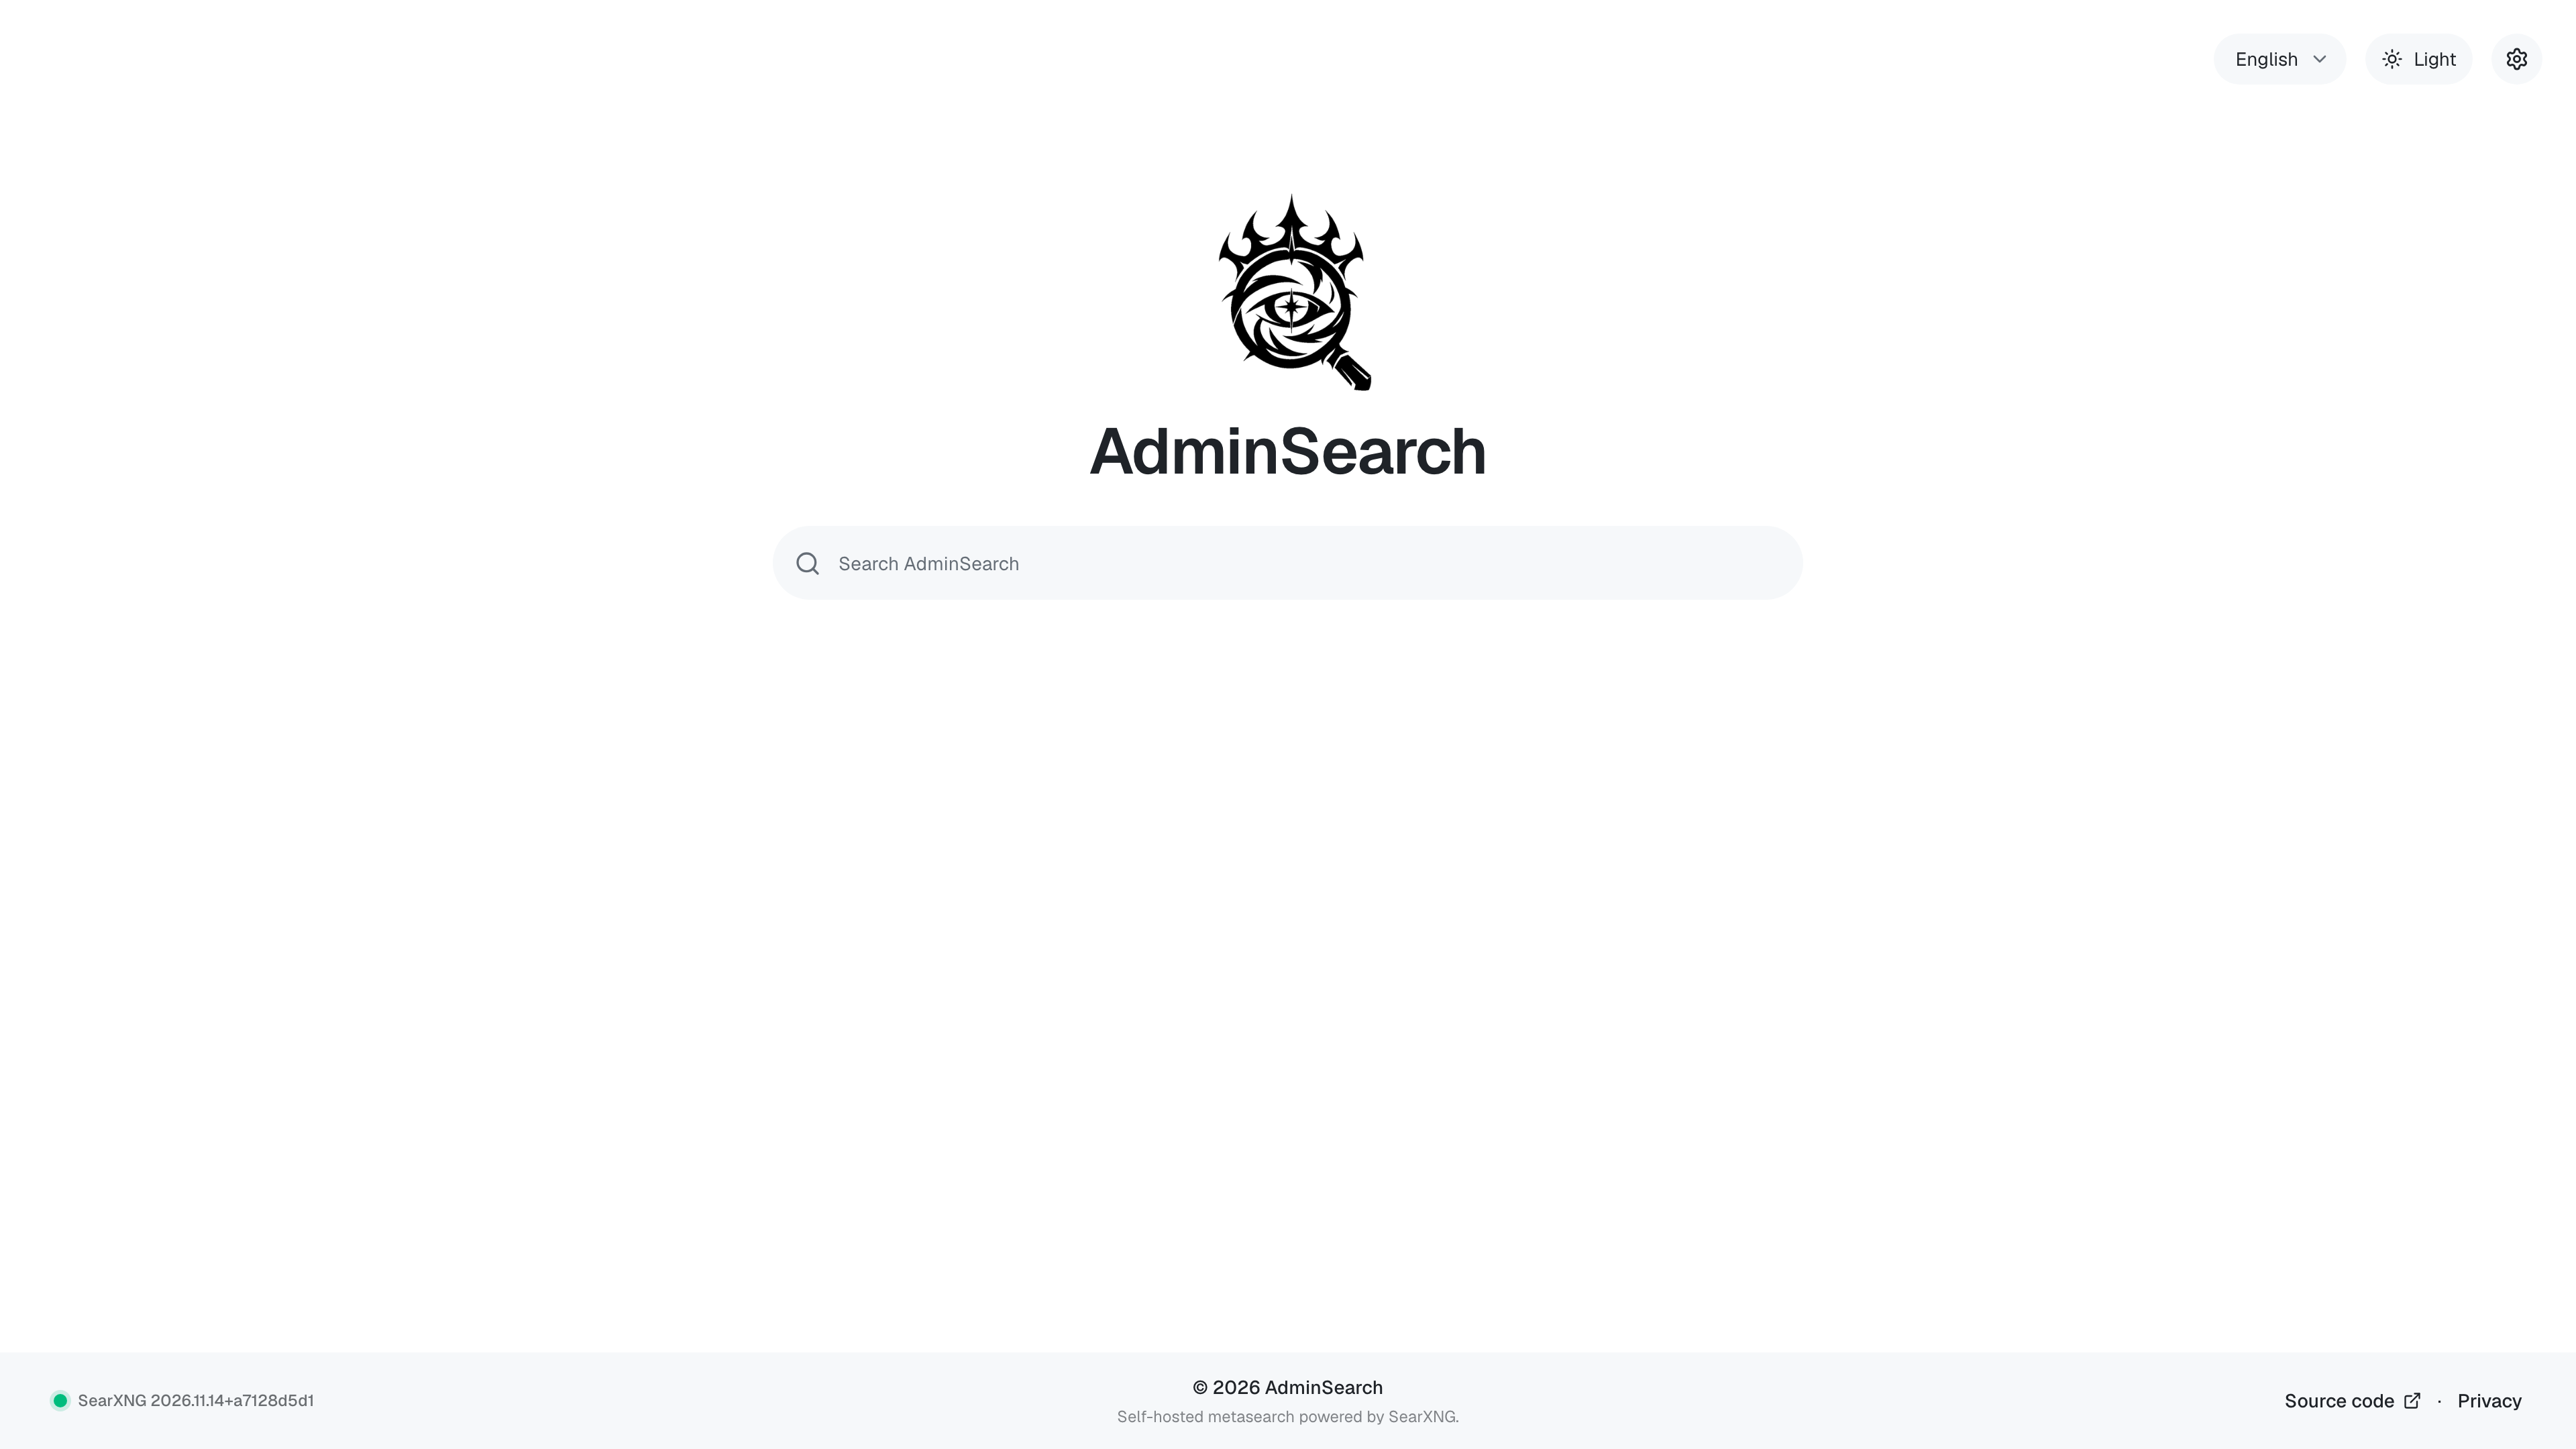 English
Light
AdminSearch
Search AdminSearch
SearXNG 2026.11.14+a7128d5d1
© 2026 AdminSearch
Self-hosted metasearch powered by SearXNG.
Source code · Privacy